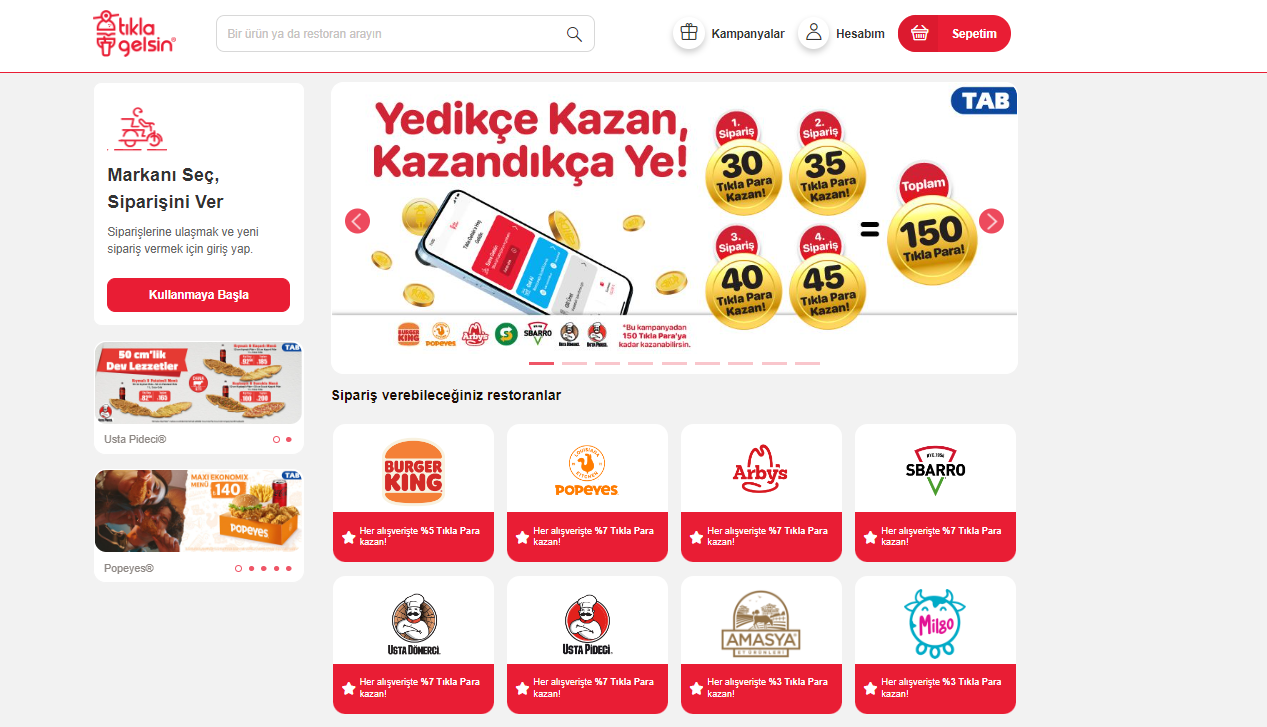 tıkla
gelsin®
Bir ürün ya da restoran arayın
Kampanyalar
Hesabım
Sepetim
Markanı Seç,
Siparişini Ver
Siparişlerine ulaşmak ve yeni
sipariş vermek için giriş yap.
Kullanmaya Başla
50 cm'lik
Dev Lezzetler
TAB
Usta Pideci®
MAXI EKONOMIX
MENÜ
140
TAB
POPEYES
Popeyes®
TAB
Yedikçe Kazan,
Kazandıkça Ye!
1.
Sipariş
30
Tıkla Para
Kazan!
2.
Sipariş
35
Tıkla Para
Kazan!
3.
Sipariş
40
Tıkla Para
Kazan!
4.
Sipariş
45
Tıkla Para
Kazan!
=
Toplam
150
Tıkla Para!
BURGER
KING
POPEYES
Arby's
SBARRO
USTA DÖNERCİ
USTA PİDECİ
*Bu kampanyadan
150 Tıkla Para'ya
kadar kazanabilirsin.
Sipariş verebileceğiniz restoranlar
BURGER
KING
Her alışverişte %5 Tıkla Para
kazan!
LOUISIANA
KITCHEN
POPEYES
Her alışverişte %7 Tıkla Para
kazan!
Arby's
Her alışverişte %7 Tıkla Para
kazan!
NYC 1956
SBARRO
Her alışverişte %7 Tıkla Para
kazan!
USTA DÖNERCİ
Her alışverişte %7 Tıkla Para
kazan!
USTA PİDECİ
Her alışverişte %7 Tıkla Para
kazan!
AMASYA
ET ÜRÜNLERİ
Her alışverişte %3 Tıkla Para
kazan!
Milgo
Her alışverişte %3 Tıkla Para
kazan!